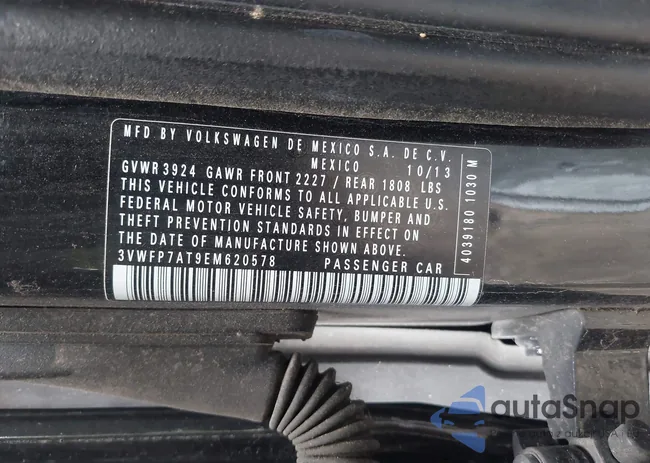 MFD BY VOLKSWAGEN DE MEXICO S.A. DE C.V.
MEXICO 10/13
GVWR 3924 GAWR FRONT 2227 / REAR 1808 LBS
THIS VEHICLE CONFORMS TO ALL APPLICABLE U.S.
FEDERAL MOTOR VEHICLE SAFETY, BUMPER AND
THEFT PREVENTION STANDARDS IN EFFECT ON
THE DATE OF MANUFACTURE SHOWN ABOVE.
3VWFP7AT9EM620578 PASSENGER CAR
4039180 1030 M
autaSnap